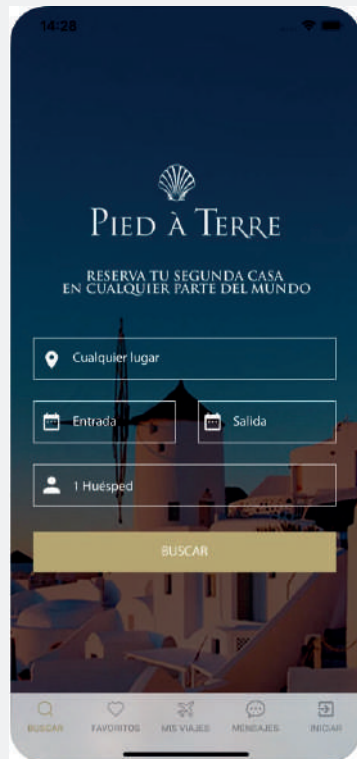 14:28
PIED À TERRE
RESERVA TU SEGUNDA CASA
EN CUALQUIER PARTE DEL MUNDO
Cualquier lugar
Entrada
Salida
1 Huésped
BUSCAR
BUSCAR
FAVORITOS
MIS VIAJES
MENSAJES
INICIAR